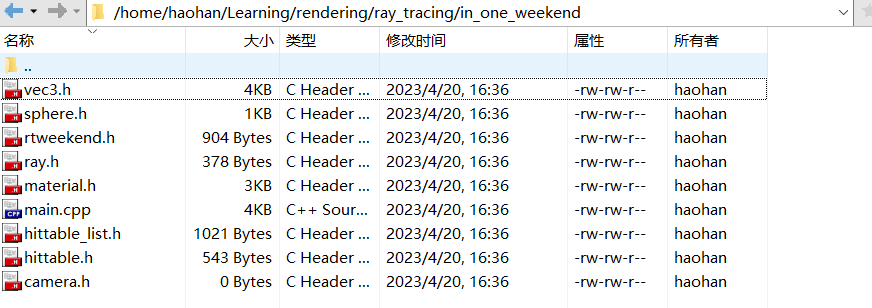 /home/haohan/Learning/rendering/ray_tracing/in_one_weekend
名称 大小 类型 修改时间 属性 所有者
..
vec3.h 4KB C Header ... 2023/4/20, 16:36 -rw-rw-r-- haohan
sphere.h 1KB C Header ... 2023/4/20, 16:36 -rw-rw-r-- haohan
rtweekend.h 904 Bytes C Header ... 2023/4/20, 16:36 -rw-rw-r-- haohan
ray.h 378 Bytes C Header ... 2023/4/20, 16:36 -rw-rw-r-- haohan
material.h 3KB C Header ... 2023/4/20, 16:36 -rw-rw-r-- haohan
main.cpp 4KB C++ Sour... 2023/4/20, 16:36 -rw-rw-r-- haohan
hittable_list.h 1021 Bytes C Header ... 2023/4/20, 16:36 -rw-rw-r-- haohan
hittable.h 543 Bytes C Header ... 2023/4/20, 16:36 -rw-rw-r-- haohan
camera.h 0 Bytes C Header ... 2023/4/20, 16:36 -rw-rw-r-- haohan